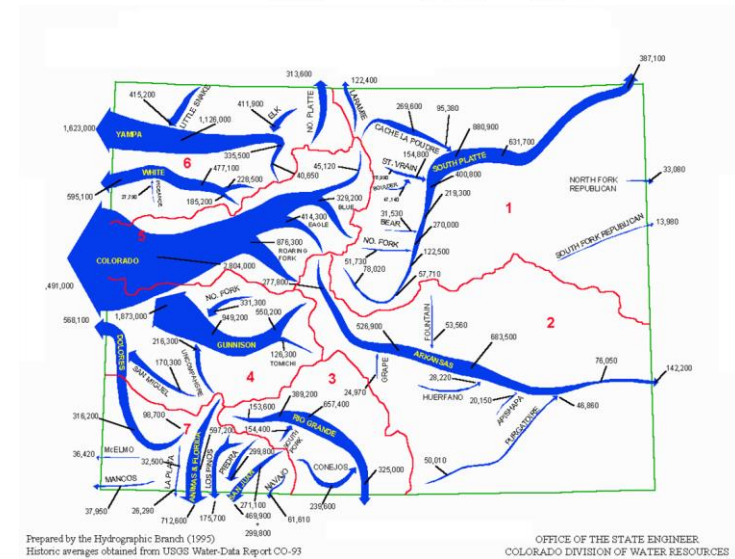 387,100
313,600
122,400
415,200
LITTLE SNAKE
411,900
ELK
NO. PLATTE
LARAMIE
269,600
95,380
1,623,000
YAMPA
1,126,000
CACHE LA POUDRE
880,900
335,500
6
45,120
ST. VRAIN
154,800
SOUTH PLATTE
631,700
WHITE
477,100
40,650
BOULDER
400,800
NORTH FORK
REPUBLICAN
33,080
228,500
329,200
219,300
1
595,100
185,200
BLUE
31,530
BEAR
414,300
EAGLE
270,000
13,980
5
876,300
ROARING
FORK
NO. FORK
SOUTH FORK REPUBLICAN
COLORADO
51,730
122,500
2,804,000
78,020
57,710
277,800
,491,000
NO. FORK
331,300
1,873,000
949,200
550,200
526,900
FOUNTAIN
53,560
2
568,100
GUNNISON
683,500
216,300
ARKANSAS
DOLORES
UNCOMPAHGRE
126,300
TOMICHI
3
GRAPE
76,050
142,200
170,300
SAN MIGUEL
4
28,220
HUERFANO
389,200
24,970
20,150
APISHAPA
153,600
657,400
46,860
316,200
98,700
7
RIO GRANDE
PURGATOIRE
597,200
154,400
SOUTH
FORK
McELMO
ANIMAS & FLORIDA
LOS PINOS
PIEDRA
299,800
36,420
32,500
LA PLATA
CONEJOS
325,000
50,010
MANCOS
SAN JUAN
NAVAJO
37,950
26,290
271,100
239,600
712,600
175,700
469,900
61,610
299,800
Prepared by the Hydrographic Branch (1995)
OFFICE OF THE STATE ENGINEER
Historic averages obtained from USGS Water-Data Report CO-93
COLORADO DIVISION OF WATER RESOURCES